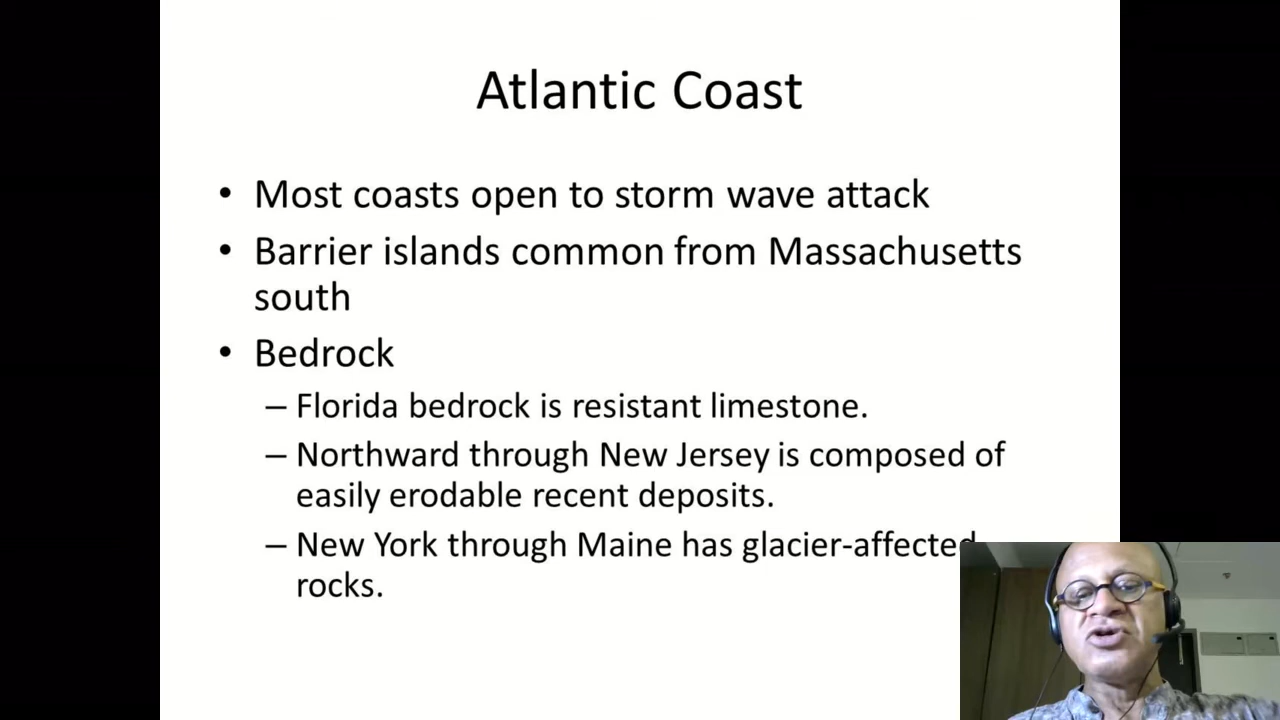 Atlantic Coast
• Most coasts open to storm wave attack
• Barrier islands common from Massachusetts
south
• Bedrock
– Florida bedrock is resistant limestone.
– Northward through New Jersey is composed of
easily erodable recent deposits.
– New York through Maine has glacier-affected
rocks.